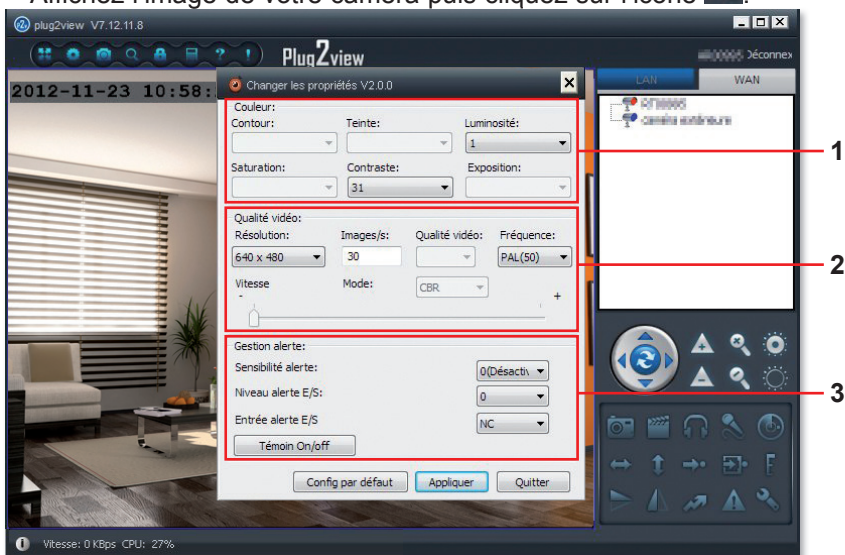 Affichez l'image de votre caméra puis cliquez sur l'icône .
plug2view V7.12.11.8
Plug2view
Déconnex
2012-11-23 10:58:
LAN WAN
Changer les propriétés V2.0.0
Couleur:
Contour: Teinte: Luminosité:
1
Saturation: Contraste: Exposition:
31
1
Qualité vidéo:
Résolution: Images/s: Qualité vidéo: Fréquence:
640 x 480 30 PAL(50)
2
Vitesse Mode: CBR
- +
Gestion alerte:
Sensibilité alerte: 0(Désactiv
Niveau alerte E/S: 0
3
Entrée alerte E/S NC
Témoin On/off
Config par défaut Appliquer Quitter
Vitesse: 0 KBps CPU: 27%